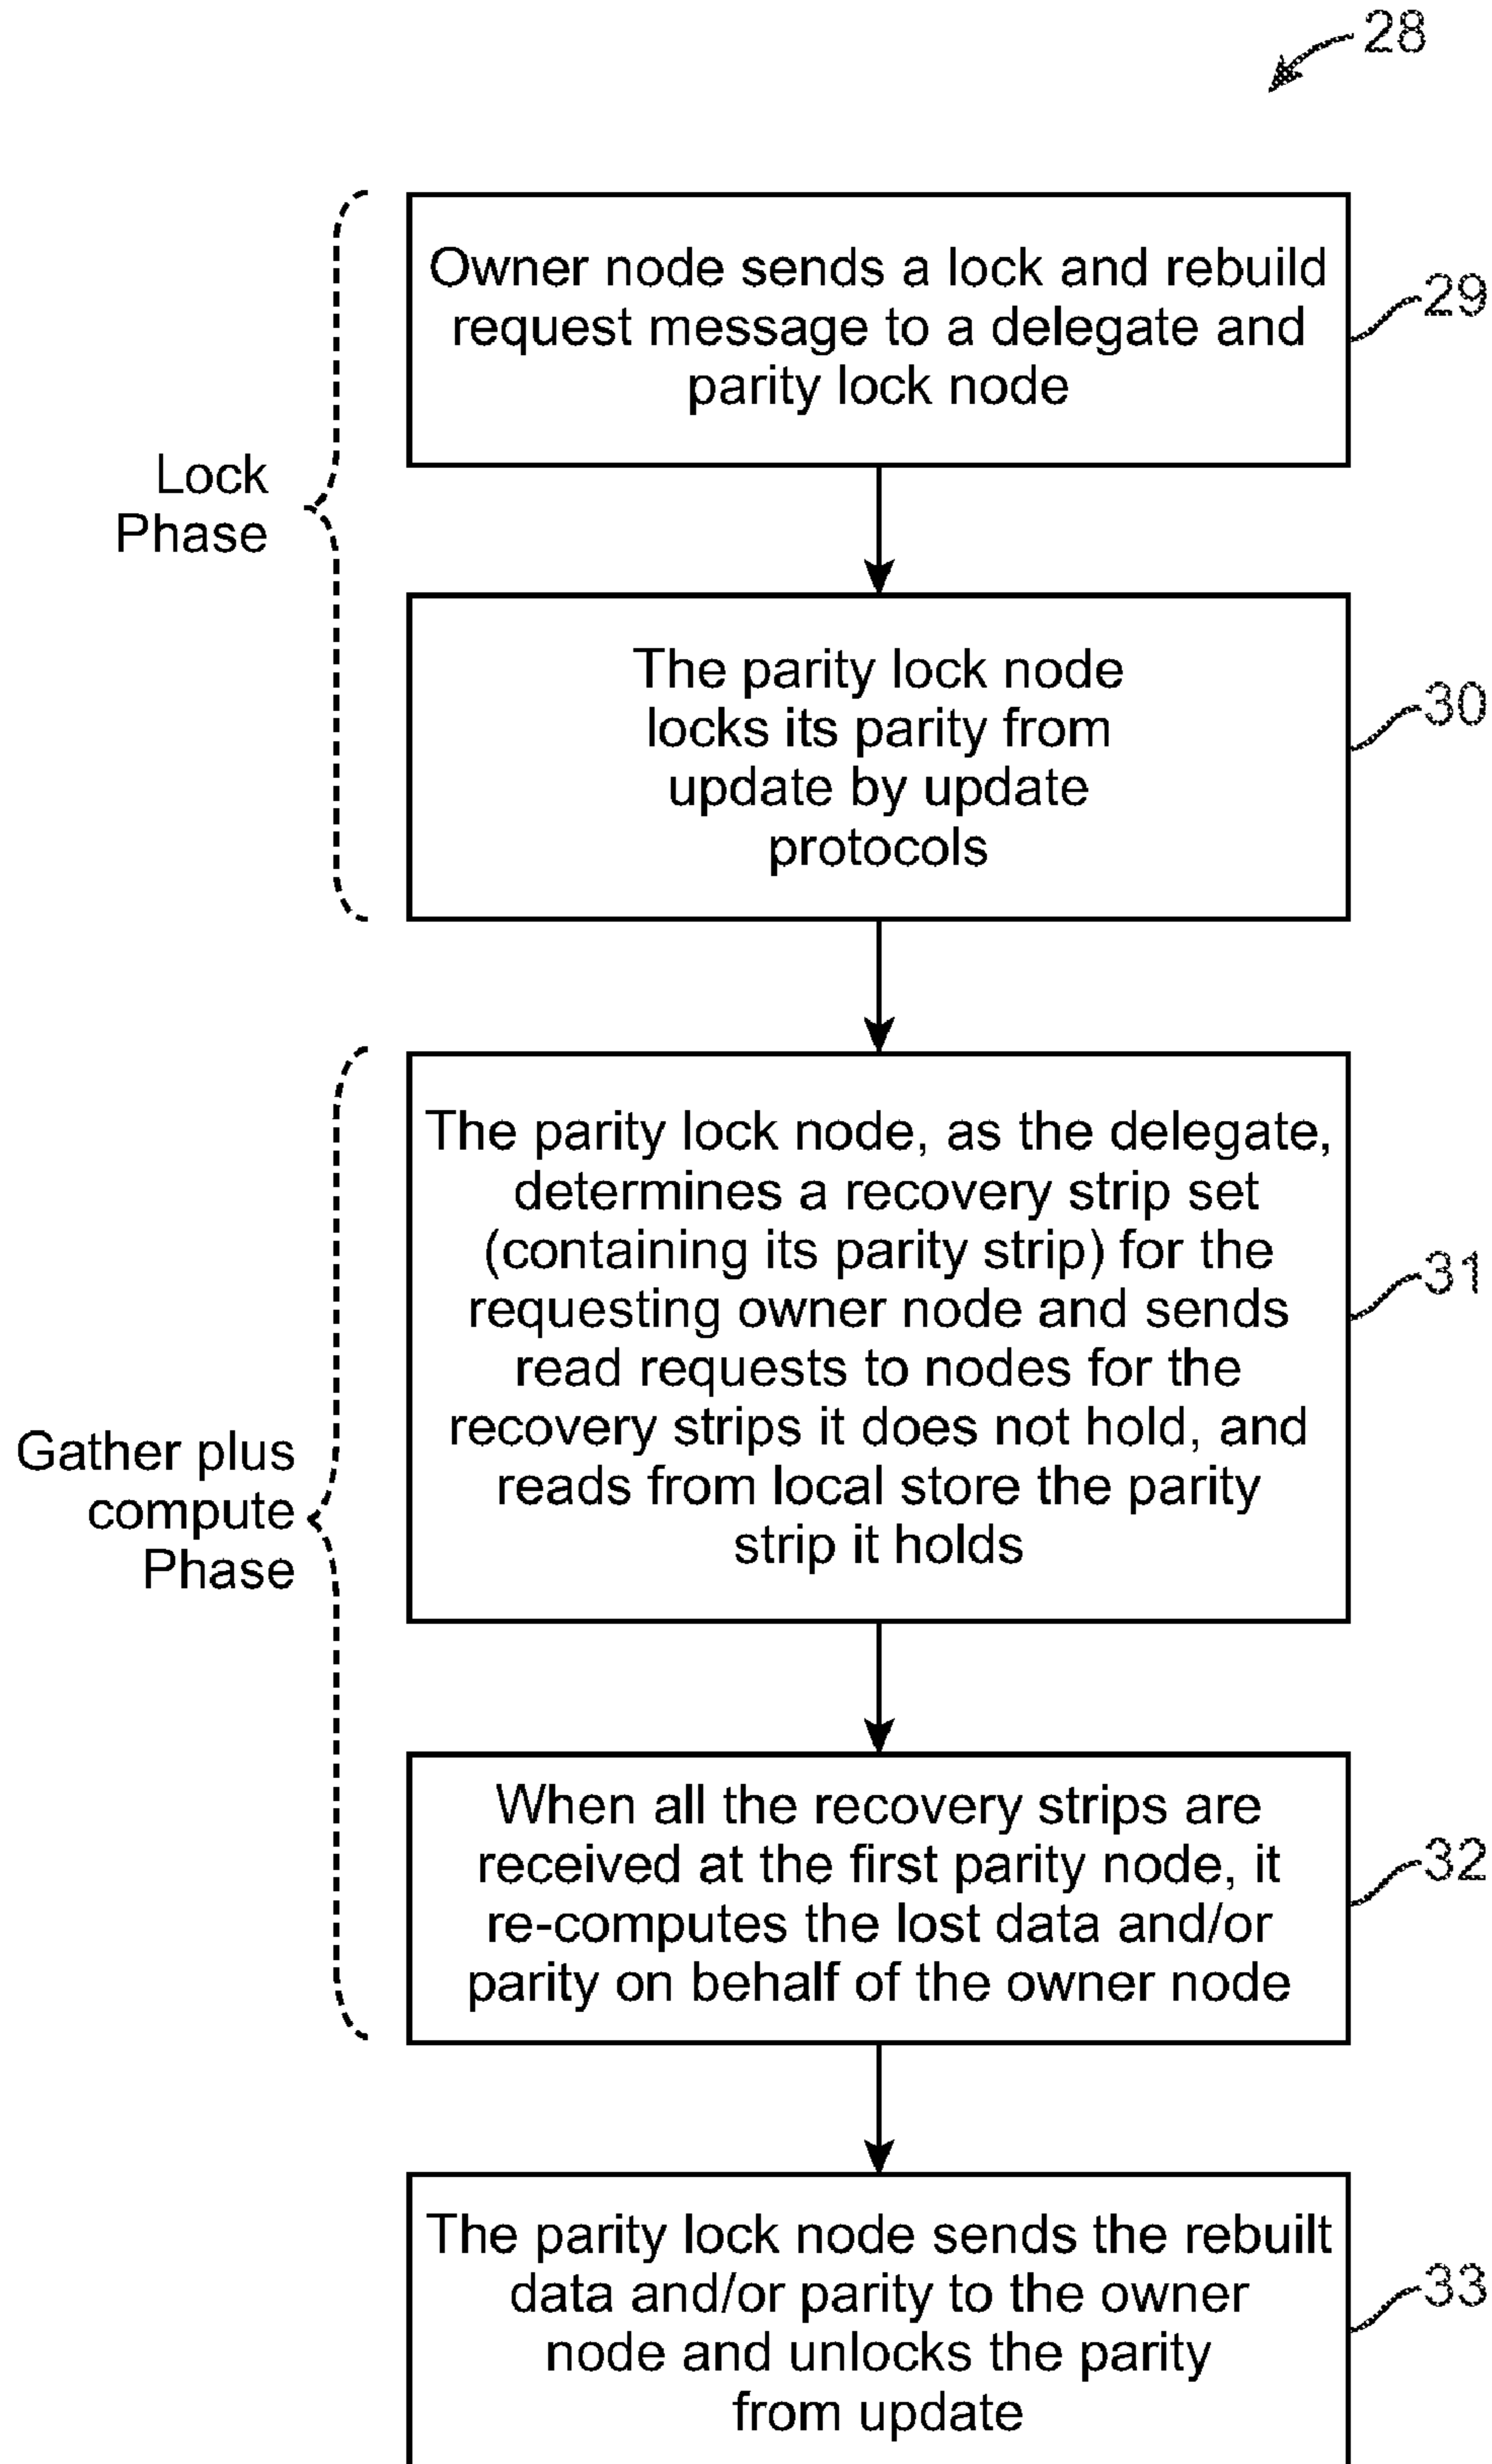 28
Owner node sends a lock and rebuild
request message to a delegate and
parity lock node
29
Lock
Phase
The parity lock node
locks its parity from
update by update
protocols
30
The parity lock node, as the delegate,
determines a recovery strip set
(containing its parity strip) for the
requesting owner node and sends
read requests to nodes for the
recovery strips it does not hold, and
reads from local store the parity
strip it holds
31
Gather plus
compute
Phase
When all the recovery strips are
received at the first parity node, it
re-computes the lost data and/or
parity on behalf of the owner node
32
The parity lock node sends the rebuilt
data and/or parity to the owner
node and unlocks the parity
from update
33